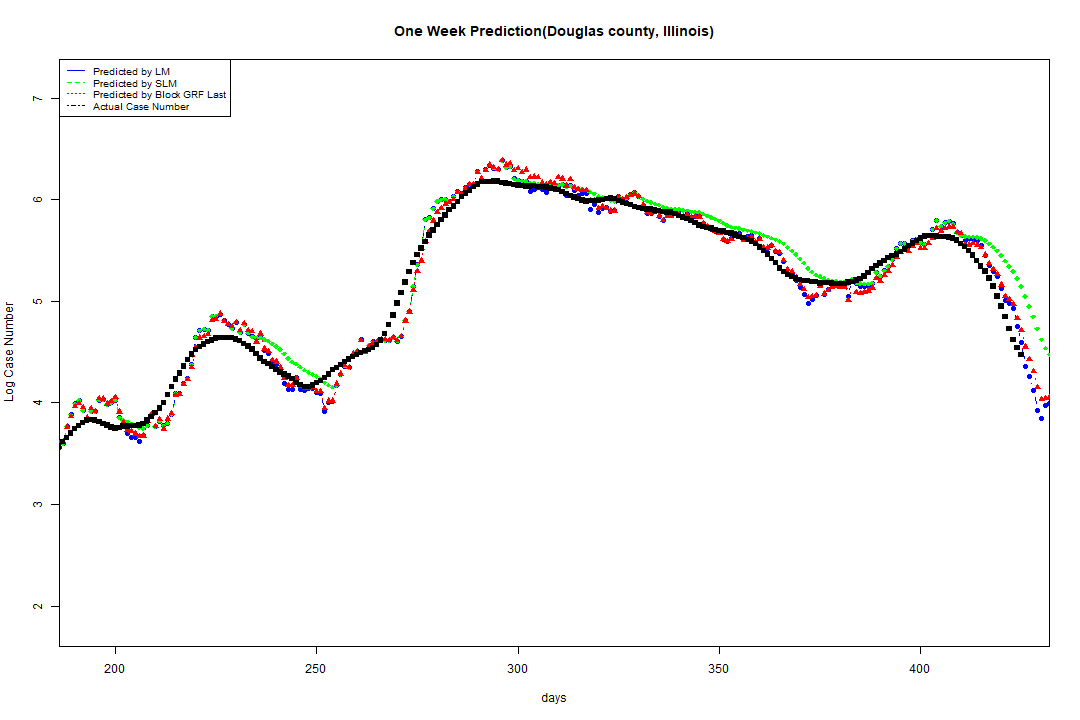 One Week Prediction(Douglas county, Illinois)
Predicted by LM
Predicted by SLM
Predicted by Block GRF Last
Actual Case Number
7
6
5
4
3
2
Log Case Number
200 250 300 350 400
days